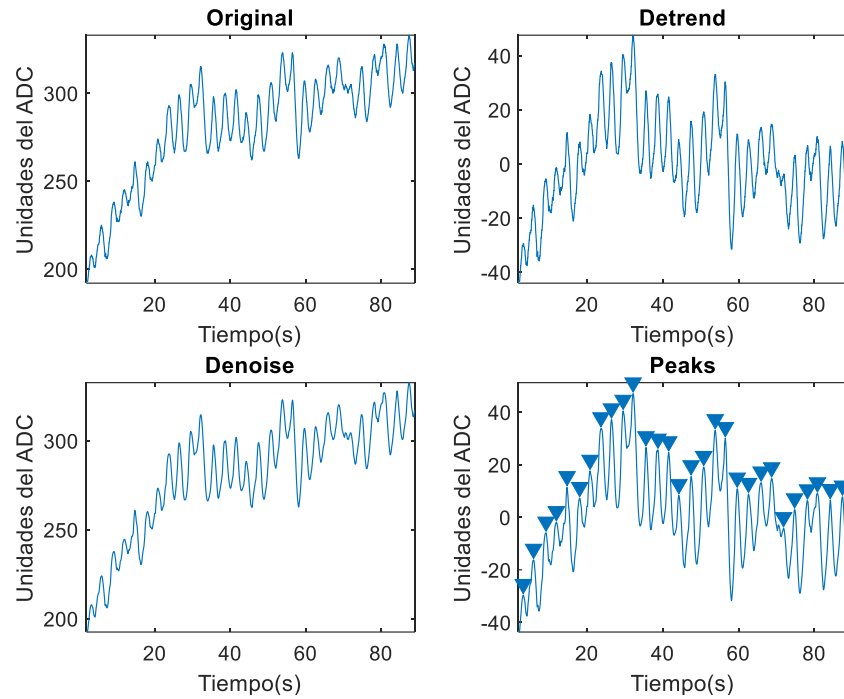 Original
Unidades del ADC
300
250
200
20 40 60 80
Tiempo(s)
Detrend
Unidades del ADC
40
20
0
-20
-40
20 40 60 80
Tiempo(s)
Denoise
Unidades del ADC
300
250
200
20 40 60 80
Tiempo(s)
Peaks
Unidades del ADC
40
20
0
-20
-40
20 40 60 80
Tiempo(s)